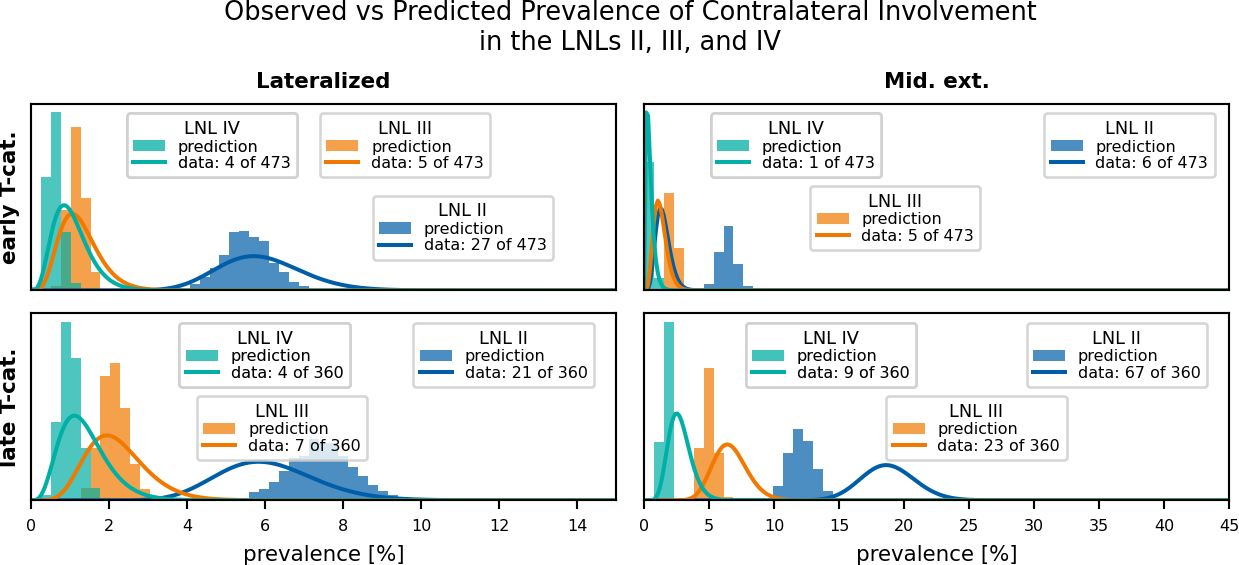 Observed vs Predicted Prevalence of Contralateral Involvement
in the LNLs II, III, and IV
Lateralized
Mid. ext.
early T-cat.
LNL IV
prediction
data: 4 of 473
LNL III
prediction
data: 5 of 473
LNL II
prediction
data: 27 of 473
LNL IV
prediction
data: 1 of 473
LNL II
prediction
data: 6 of 473
LNL III
prediction
data: 5 of 473
late T-cat.
LNL IV
prediction
data: 4 of 360
LNL II
prediction
data: 21 of 360
LNL III
prediction
data: 7 of 360
LNL IV
prediction
data: 9 of 360
LNL II
prediction
data: 67 of 360
LNL III
prediction
data: 23 of 360
0 2 4 6 8 10 12 14
0 5 10 15 20 25 30 35 40 45
prevalence [%]
prevalence [%]